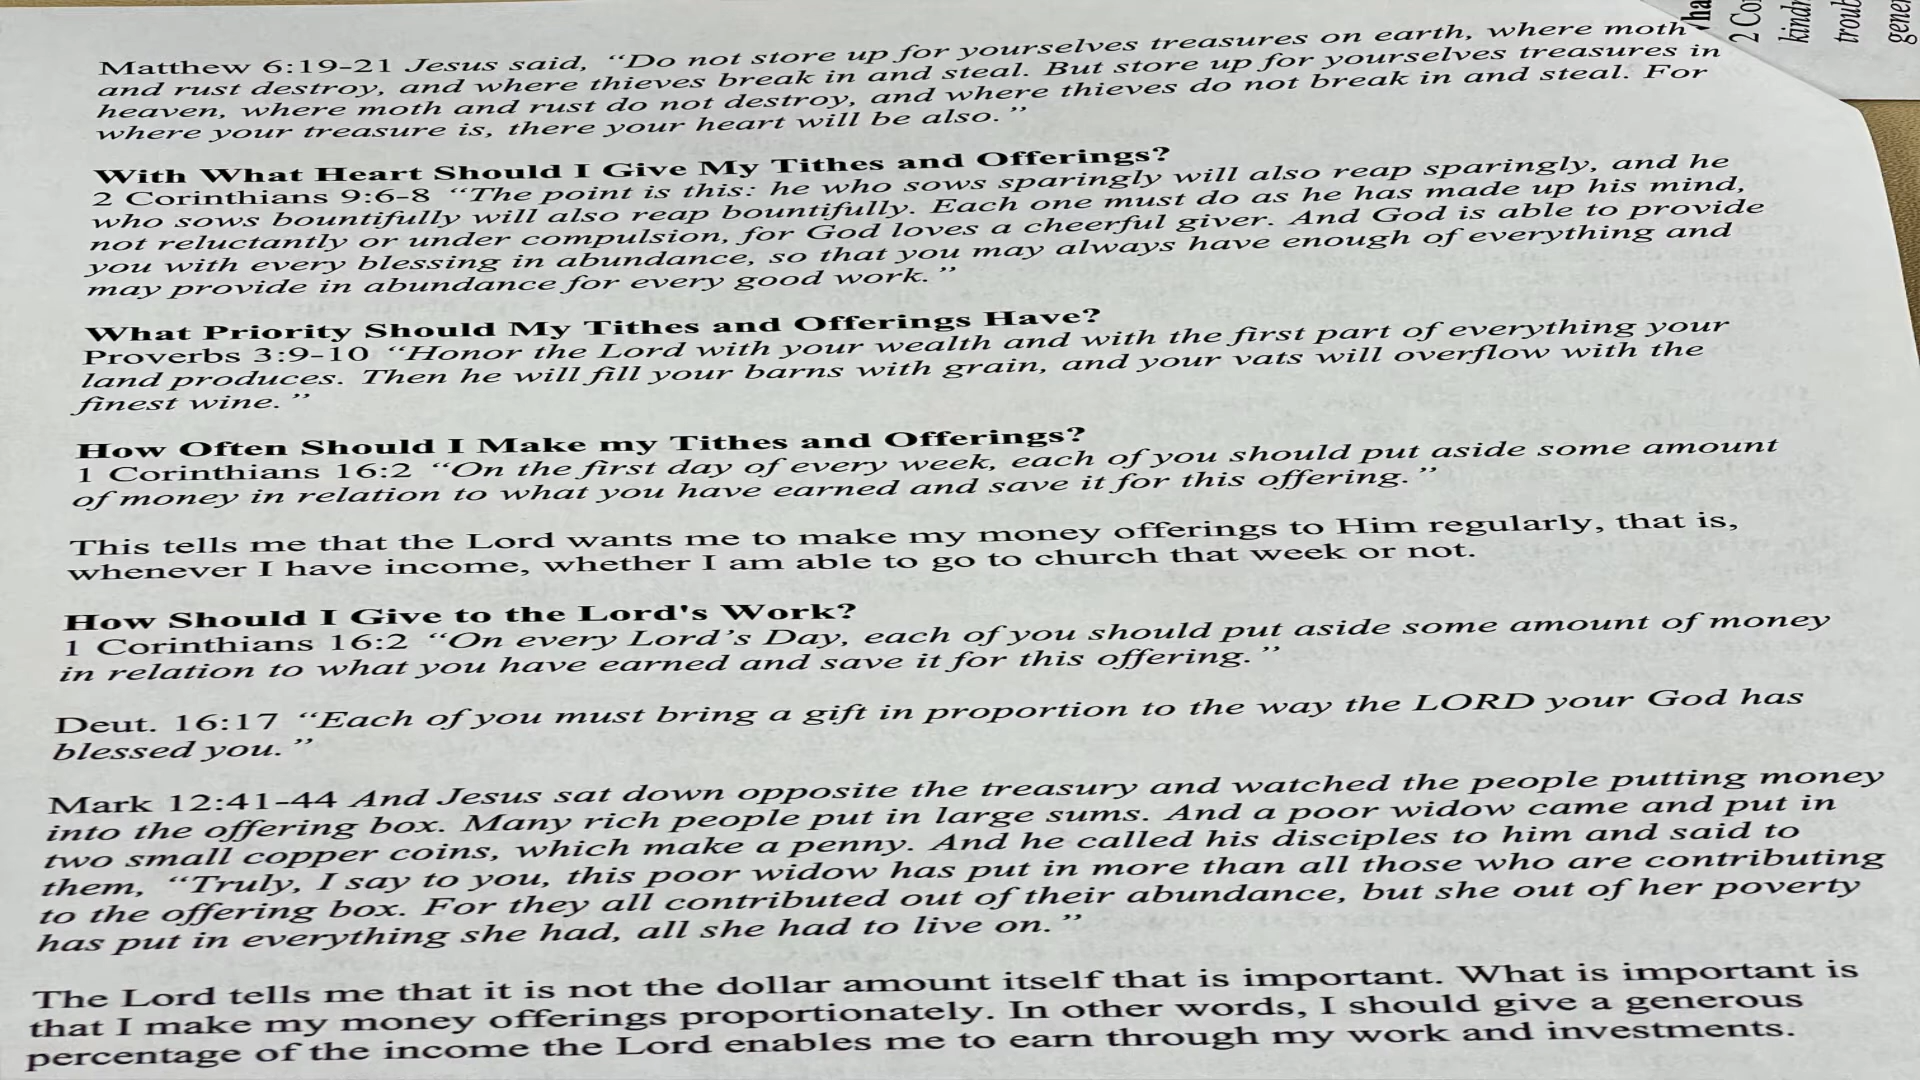 Matthew 6:19-21 Jesus said, “Do not store up for yourselves treasures on earth, where moth
and rust destroy, and where thieves break in and steal. But store up for yourselves treasures in
heaven, where moth and rust do not destroy, and where thieves do not break in and steal. For
where your treasure is, there your heart will be also.”
With What Heart Should I Give My Tithes and Offerings?
2 Corinthians 9:6-8 “The point is this: he who sows sparingly will also reap sparingly, and he
who sows bountifully will also reap bountifully. Each one must do as he has made up his mind,
not reluctantly or under compulsion, for God loves a cheerful giver. And God is able to provide
you with every blessing in abundance, so that you may always have enough of everything and
may provide in abundance for every good work.”
What Priority Should My Tithes and Offerings Have?
Proverbs 3:9-10 “Honor the Lord with your wealth and with the first part of everything your
land produces. Then he will fill your barns with grain, and your vats will overflow with the
finest wine.”
How Often Should I Make my Tithes and Offerings?
1 Corinthians 16:2 “On the first day of every week, each of you should put aside some amount
of money in relation to what you have earned and save it for this offering.”
This tells me that the Lord wants me to make my money offerings to Him regularly, that is,
whenever I have income, whether I am able to go to church that week or not.
How Should I Give to the Lord's Work?
1 Corinthians 16:2 “On every Lord’s Day, each of you should put aside some amount of money
in relation to what you have earned and save it for this offering.”
Deut. 16:17 “Each of you must bring a gift in proportion to the way the LORD your God has
blessed you.”
Mark 12:41-44 And Jesus sat down opposite the treasury and watched the people putting money
into the offering box. Many rich people put in large sums. And a poor widow came and put in
two small copper coins, which make a penny. And he called his disciples to him and said to
them, “Truly, I say to you, this poor widow has put in more than all those who are contributing
to the offering box. For they all contributed out of their abundance, but she out of her poverty
has put in everything she had, all she had to live on.”
The Lord tells me that it is not the dollar amount itself that is important. What is important is
that I make my money offerings proportionately. In other words, I should give a generous
percentage of the income the Lord enables me to earn through my work and investments.